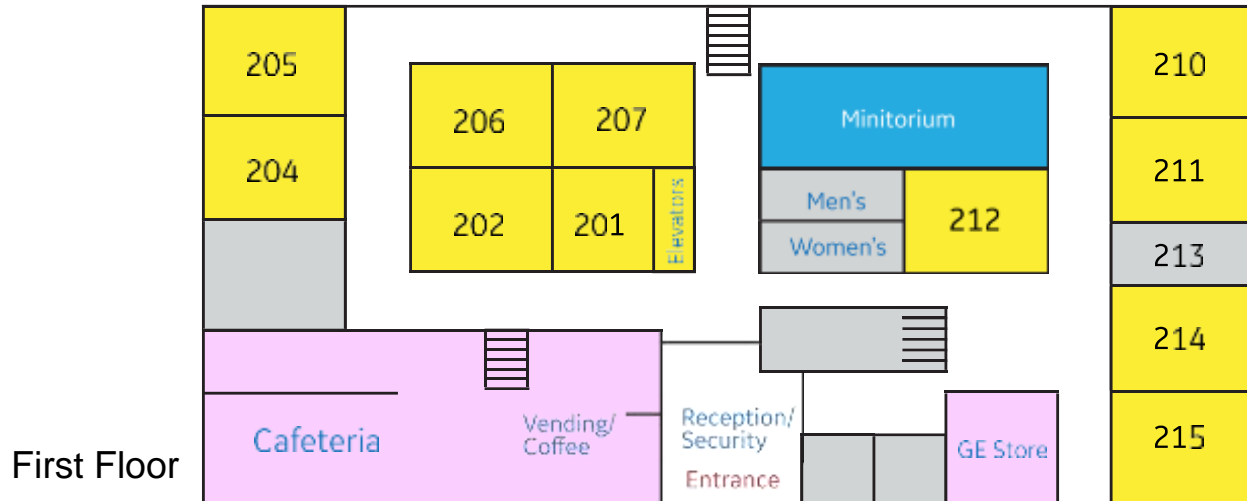 205
210
206
207
Minitorium
204
211
Men's
212
202
201
Elevators
Women's
213
214
Vending/
Coffee
Reception/
Security
Cafeteria
GE Store
215
First Floor
Entrance